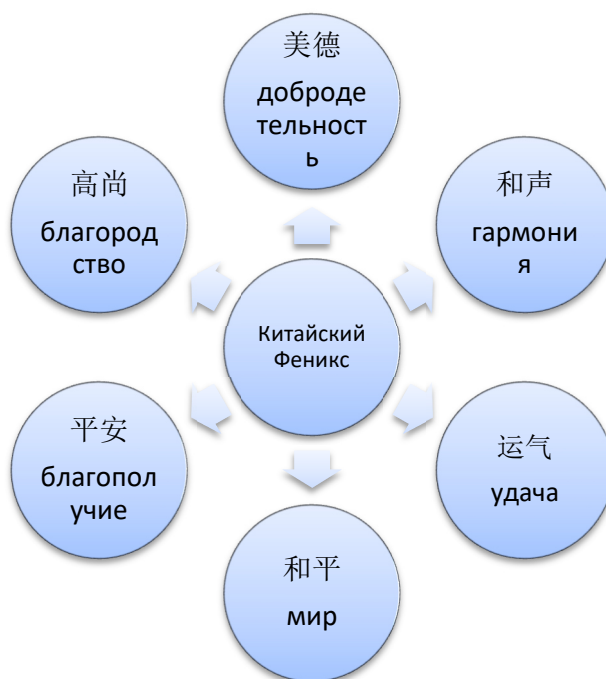 美德
доброде
тельност
ь
和声
гармони
я
运气
удача
和平
мир
平安
благопол
учие
高尚
благород
ство
Китайский
Феникс